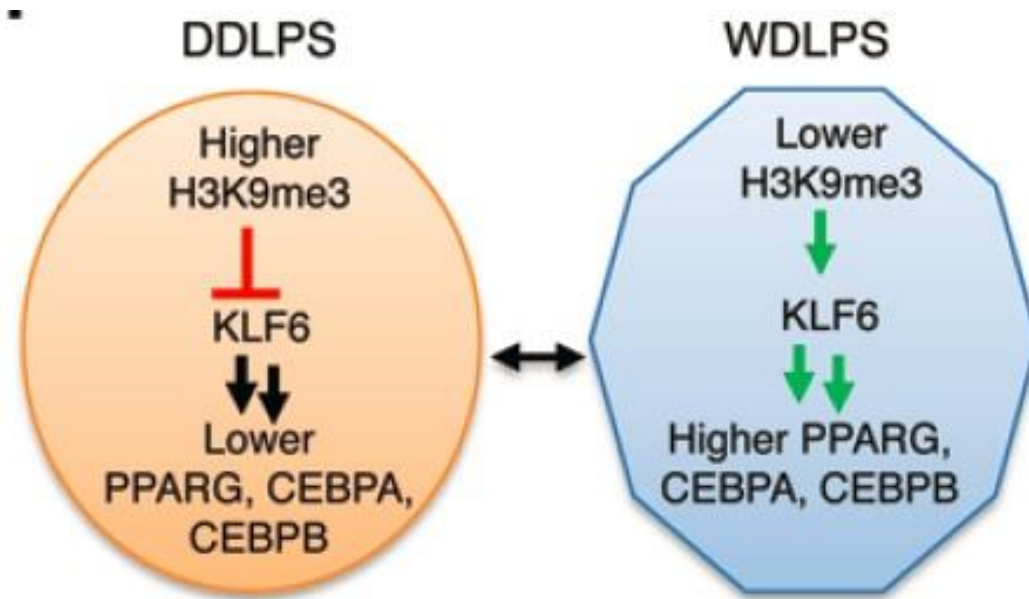 DDLPS
Higher
H3K9me3
KLF6
Lower
PPARG, CEBPA,
CEBPB
WDLPS
Lower
H3K9me3
KLF6
Higher PPARG,
CEBPA, CEBPB